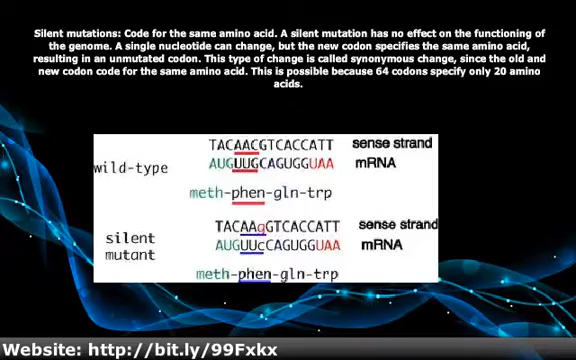 Silent mutations: Code for the same amino acid. A silent mutation has no effect on the functioning of
the genome. A single nucleotide can change, but the new codon specifies the same amino acid,
resulting in an unmutated codon. This type of change is called synonymous change, since the old and
new codon code for the same amino acid. This is possible because 64 codons specify only 20 amino
acids.
TACAACGTCACCATT sense strand
wild-type AUGUUGCAGUGGUAA mRNA
meth-phen-gln-trp
TACAAgGTCACCATT sense strand
silent mutant AUGUUcCAGUGGUAA mRNA
meth-phen-gln-trp
Website: http://bit.ly/99Fxkx